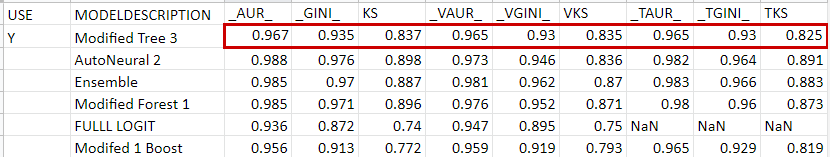 USE MODELDESCRIPTION _AUR_ _GINI_ KS _VAUR_ _VGINI_ VKS _TAUR_ _TGINI_ TKS
Y Modified Tree 3 0.967 0.935 0.837 0.965 0.93 0.835 0.965 0.93 0.825
AutoNeural 2 0.988 0.976 0.898 0.973 0.946 0.836 0.982 0.964 0.891
Ensemble 0.985 0.97 0.887 0.981 0.962 0.87 0.983 0.966 0.883
Modified Forest 1 0.985 0.971 0.896 0.976 0.952 0.871 0.98 0.96 0.873
FULLL LOGIT 0.936 0.872 0.74 0.947 0.895 0.75 NaN NaN NaN
Modifed 1 Boost 0.956 0.913 0.772 0.959 0.919 0.793 0.965 0.929 0.819